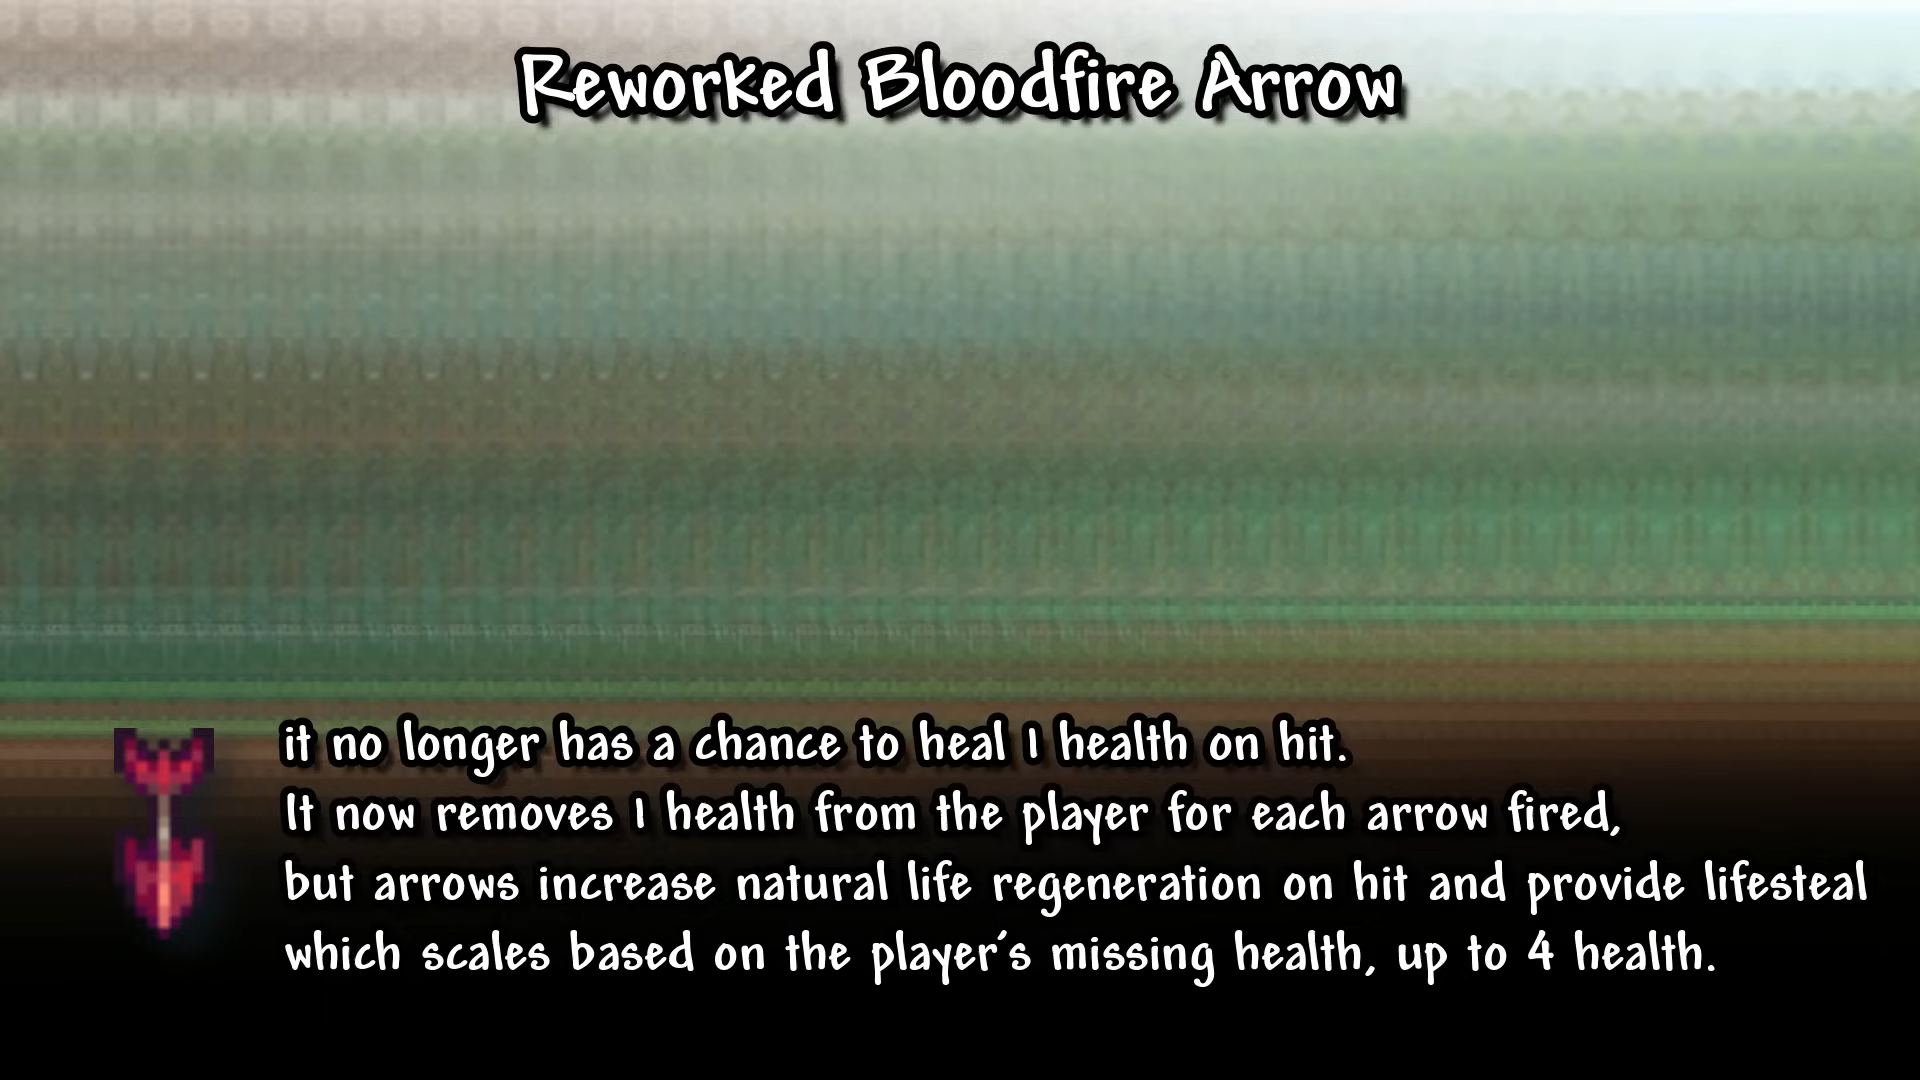 Reworked Bloodfire Arrow
it no longer has a chance to heal 1 health on hit.
It now removes 1 health from the player for each arrow fired,
but arrows increase natural life regeneration on hit and provide lifesteal
which scales based on the player's missing health, up to 4 health.